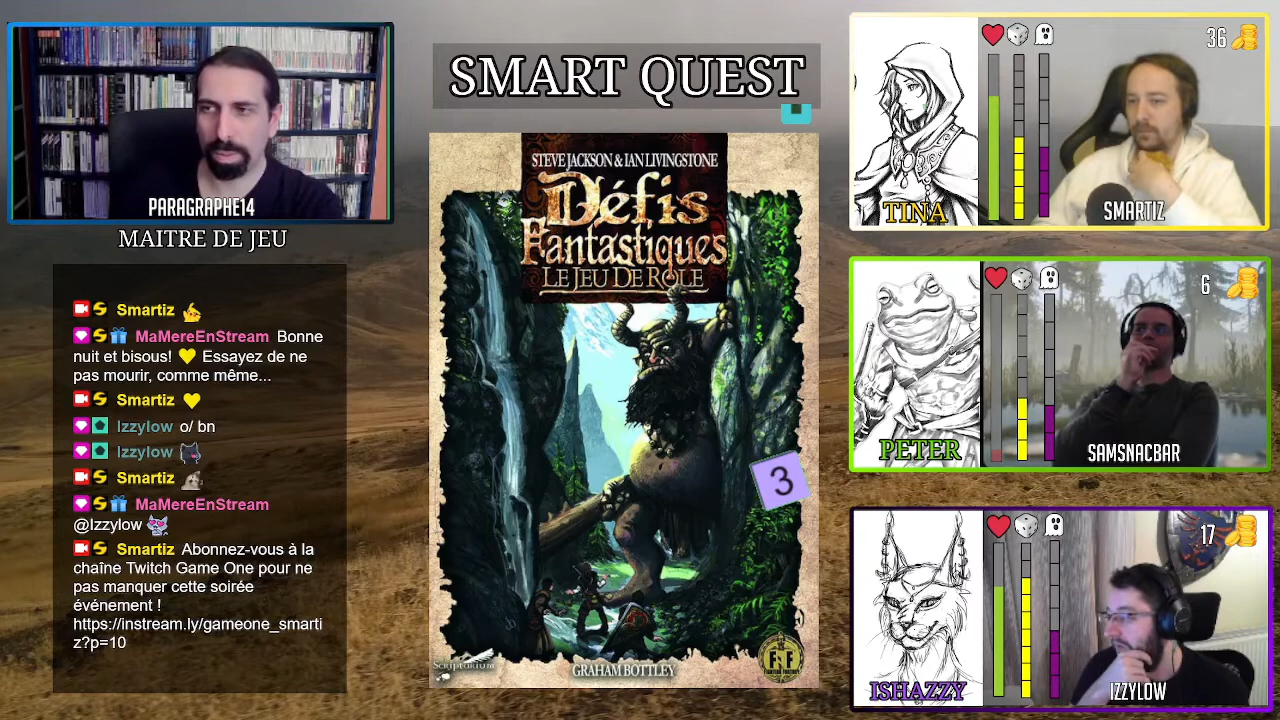 PARAGRAPHE14
MAITRE DE JEU
Smartiz
MaMereEnStream Bonne
nuit et bisous! Essayez de ne
pas mourir, comme même...
Smartiz
Izzylow o/ bn
Izzylow
Smartiz
MaMereEnStream
@Izzylow
Smartiz Abonnez-vous à la
chaîne Twitch Game One pour ne
pas manquer cette soirée
événement !
https://instream.ly/gameone_smarti
z?p=10
SMART QUEST
STEVE JACKSON & IAN LIVINGSTONE
Défis
Fantastiques
LE JEU DE RÔLE
3
SCRIPTARIUM
GRAHAM BOTTLEY
FF
36
TINA
SMARTIZ
6
PETER
SAMSNACBAR
17
ISHAZZY
IZZYLOW